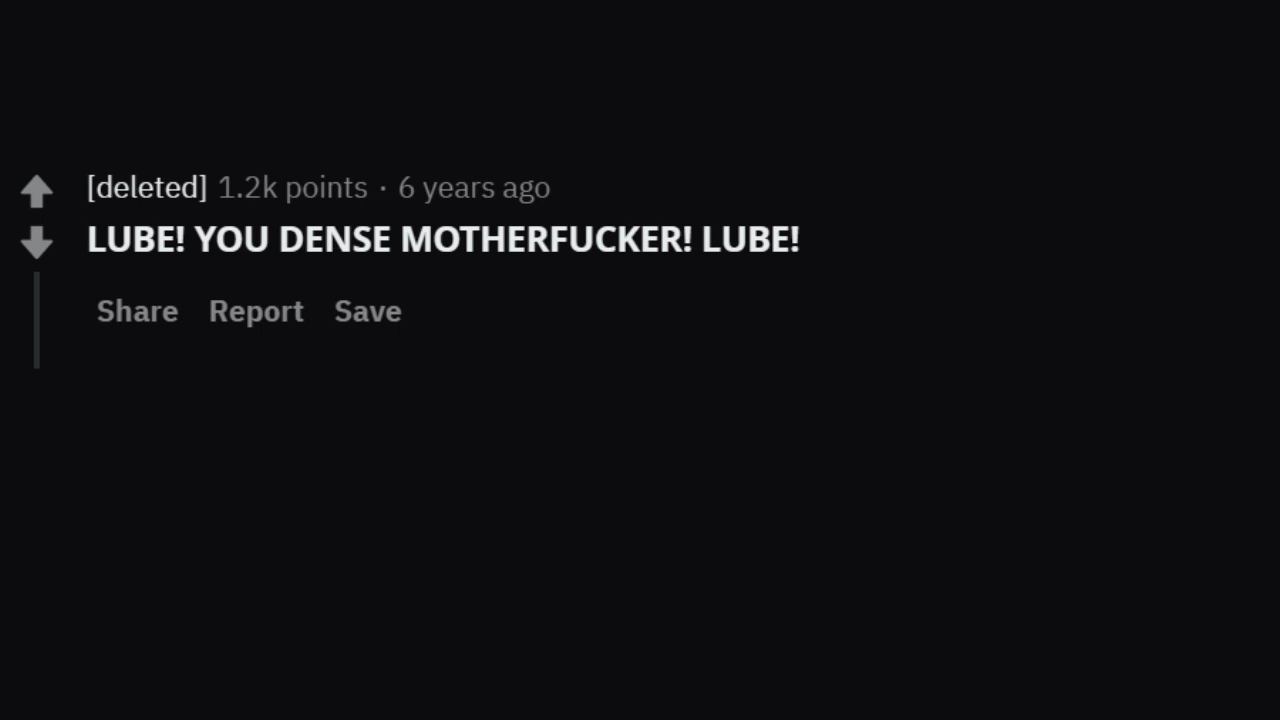 [deleted] 1.2k points · 6 years ago
LUBE! YOU DENSE MOTHERFUCKER! LUBE!
Share Report Save